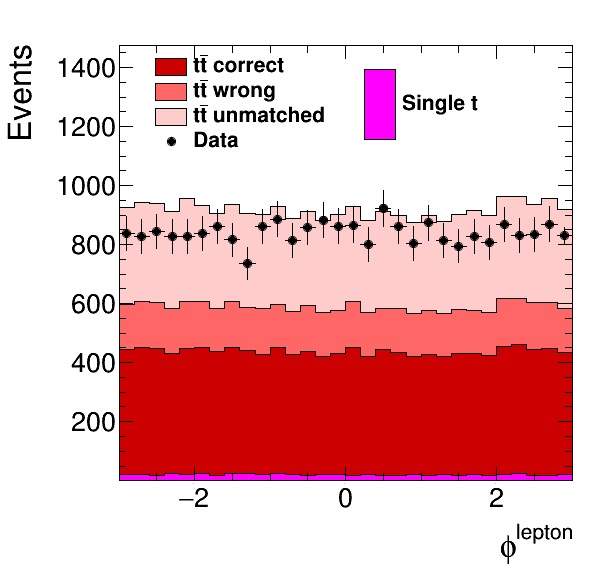 Events
1400
1200
1000
800
600
400
200
tt̄ correct
tt̄ wrong
tt̄ unmatched
Data
Single t
−2 0 2
ϕ^lepton